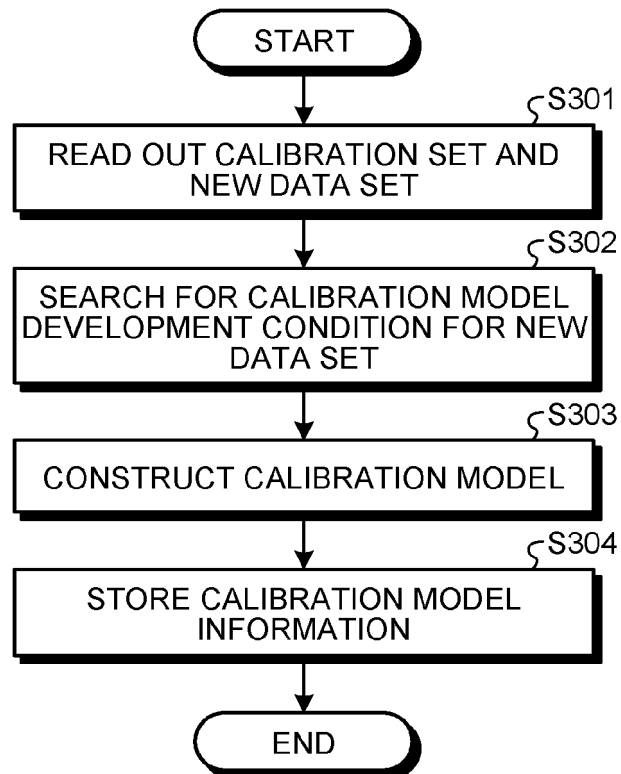 START
S301
READ OUT CALIBRATION SET AND
NEW DATA SET
S302
SEARCH FOR CALIBRATION MODEL
DEVELOPMENT CONDITION FOR NEW
DATA SET
S303
CONSTRUCT CALIBRATION MODEL
S304
STORE CALIBRATION MODEL
INFORMATION
END